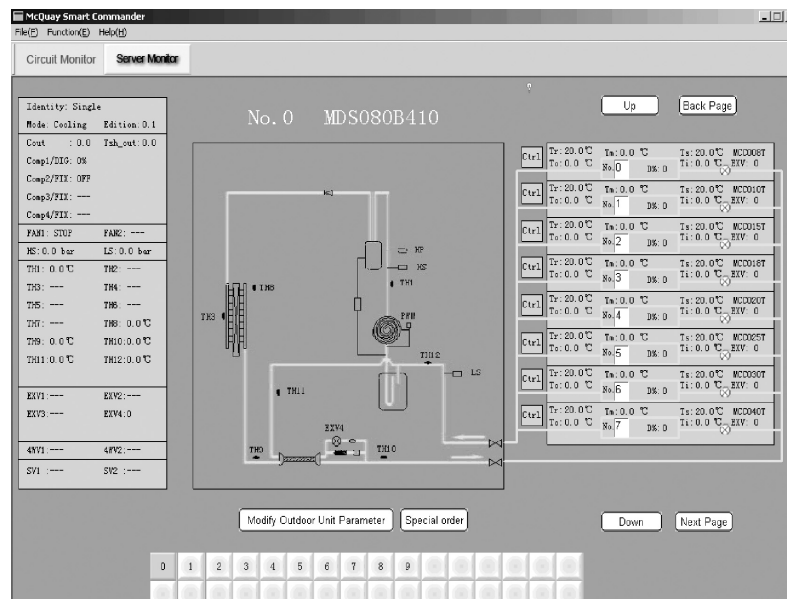 McQuay Smart Commander
File(F) Function(E) Help(H)
Circuit Monitor Server Monitor
Identity: Single
Mode: Cooling Edition:0.1
Cout : 0.0 Tsh_out:0.0
Comp1/DIG: 0%
Comp2/FIX: OFF
Comp3/FIX: ---
Comp4/FIX: ---
FAN1: STOP FAN2: ---
HS:0.0 bar LS:0.0 bar
TH1: 0.0℃ TH2: ---
TH3: --- TH4: ---
TH5: --- TH6: ---
TH7: --- TH8: 0.0℃
TH9: 0.0℃ TH10:0.0℃
TH11:0.0℃ TH12:0.0℃
EXV1:--- EXV2:---
EXV3:--- EXV4:0
4WV1:--- 4WV2:---
SV1 :--- SV2 :---
No.0 MDS080B410
HP
HS
TH1
TH8
TH3
PWM
TH12
LS
TH11
EXV4
TH9
TH10
Modify Outdoor Unit Parameter Special order
Up Back Page
Ctrl Tr:20.0℃ Tm:0.0 ℃ Ts:20.0℃ MCC008T
To:0.0 ℃ No.0 D%:0 Ti:0.0 ℃ EXV: 0
Ctrl Tr:20.0℃ Tm:0.0 ℃ Ts:20.0℃ MCC010T
To:0.0 ℃ No.1 D%:0 Ti:0.0 ℃ EXV: 0
Ctrl Tr:20.0℃ Tm:0.0 ℃ Ts:20.0℃ MCC015T
To:0.0 ℃ No.2 D%:0 Ti:0.0 ℃ EXV: 0
Ctrl Tr:20.0℃ Tm:0.0 ℃ Ts:20.0℃ MCC018T
To:0.0 ℃ No.3 D%:0 Ti:0.0 ℃ EXV: 0
Ctrl Tr:20.0℃ Tm:0.0 ℃ Ts:20.0℃ MCC020T
To:0.0 ℃ No.4 D%:0 Ti:0.0 ℃ EXV: 0
Ctrl Tr:20.0℃ Tm:0.0 ℃ Ts:20.0℃ MCC025T
To:0.0 ℃ No.5 D%:0 Ti:0.0 ℃ EXV: 0
Ctrl Tr:20.0℃ Tm:0.0 ℃ Ts:20.0℃ MCC030T
To:0.0 ℃ No.6 D%:0 Ti:0.0 ℃ EXV: 0
Ctrl Tr:20.0℃ Tm:0.0 ℃ Ts:20.0℃ MCC040T
To:0.0 ℃ No.7 D%:0 Ti:0.0 ℃ EXV: 0
Down Next Page
0 1 2 3 4 5 6 7 8 9